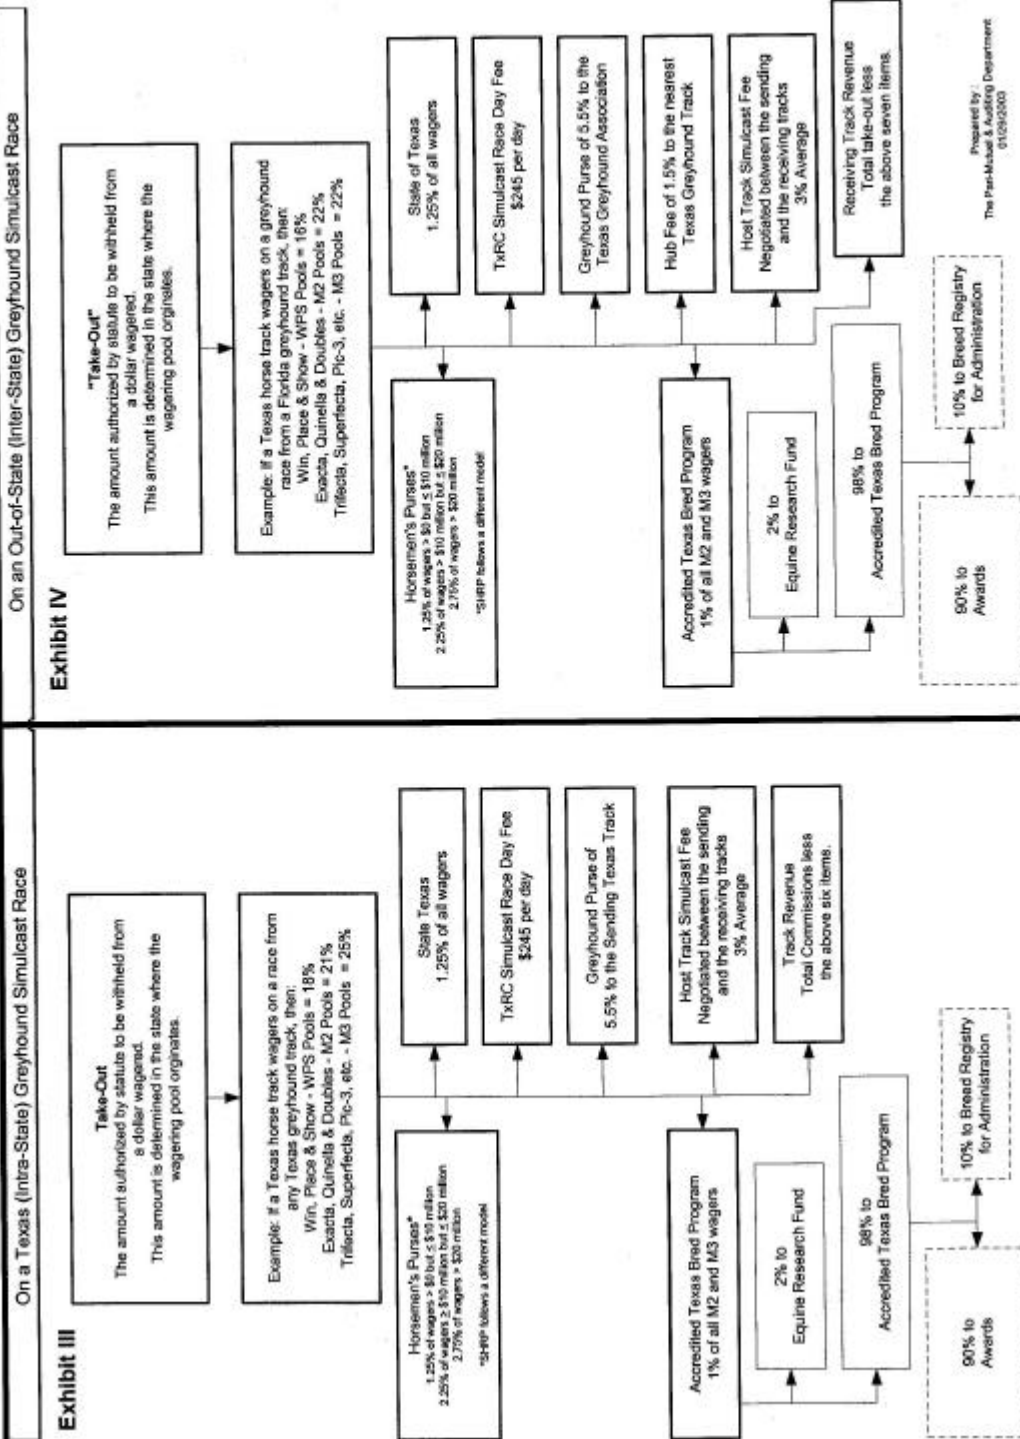 On a Texas (Intra-State) Greyhound Simulcast Race
Exhibit III
Take-Out
The amount authorized by statute to be withheld from
a dollar wagered.
This amount is determined in the state where the
wagering pool orginates.
Example: If a Texas horse track wagers on a race from
any Texas greyhound track, then:
Win, Place & Show - WPS Pools = 18%
Exacta, Quinella & Doubles - M2 Pools = 21%
Trifecta, Superfecta, Pic-3, etc. - M3 Pools = 25%
Horsemen's Purses*
1.25% of wagers > $0 but ≤ $10 million
2.25% of wagers ≥ $10 million but ≤ $20 million
2.75% of wagers > $20 million
*SHRP follows a different model
State Texas
1.25% of all wagers
TxRC Simulcast Race Day Fee
$245 per day
Greyhound Purse of
5.5% to the Sending Texas Track
Accredited Texas Bred Program
1% of all M2 and M3 wagers
Host Track Simulcast Fee
Negotiated between the sending
and the receiving tracks
3% Average
Track Revenue
Total Commissions less
the above six items.
2% to
Equine Research Fund
98% to
Accredited Texas Bred Program
90% to
Awards
10% to Breed Registry
for Administration
On an Out-of-State (Inter-State) Greyhound Simulcast Race
Exhibit IV
"Take-Out"
The amount authorized by statute to be withheld from
a dollar wagered.
This amount is determined in the state where the
wagering pool orginates.
Example: If a Texas horse track wagers on a greyhound
race from a Florida greyhound track, then:
Win, Place & Show - WPS Pools = 16%
Exacta, Quinella & Doubles - M2 Pools = 22%
Trifecta, Superfecta, Pic-3, etc. - M3 Pools = 22%
Horsemen's Purses*
1.25% of wagers > $0 but ≤ $10 million
2.25% of wagers > $10 million but ≤ $20 million
2.75% of wagers > $20 million
*SHRP follows a different model
State of Texas
1.25% of all wagers
TxRC Simulcast Race Day Fee
$245 per day
Greyhound Purse of 5.5% to the
Texas Greyhound Association
Hub Fee of 1.5% to the nearest
Texas Greyhound Track
Accredited Texas Bred Program
1% of all M2 and M3 wagers
Host Track Simulcast Fee
Negotiated between the sending
and the receiving tracks
3% Average
Receiving Track Revenue
Total take-out less
the above seven items.
2% to
Equine Research Fund
98% to
Accredited Texas Bred Program
90% to
Awards
10% to Breed Registry
for Administration
Prepared by :
The Pari-Mutuel & Auditing Department
01/29/2003